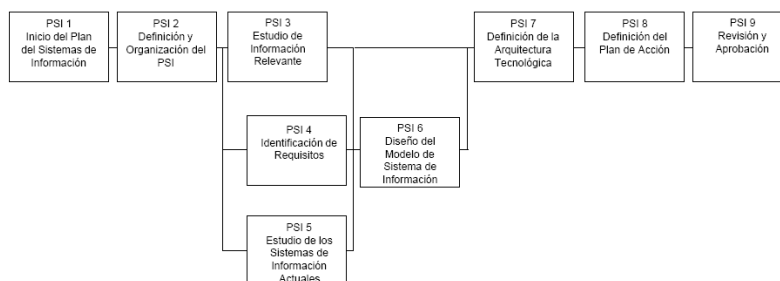 PSI 1
Inicio del Plan
del Sistemas de
Información
PSI 2
Definición y
Organización del
PSI
PSI 3
Estudio de
Información
Relevante
PSI 7
Definición de la
Arquitectura
Tecnológica
PSI 8
Definición del
Plan de Acción
PSI 9
Revisión y
Aprobación
PSI 4
Identificación de
Requisitos
PSI 6
Diseño del
Modelo de
Sistema de
Información
PSI 5
Estudio de los
Sistemas de
Información
Actuales